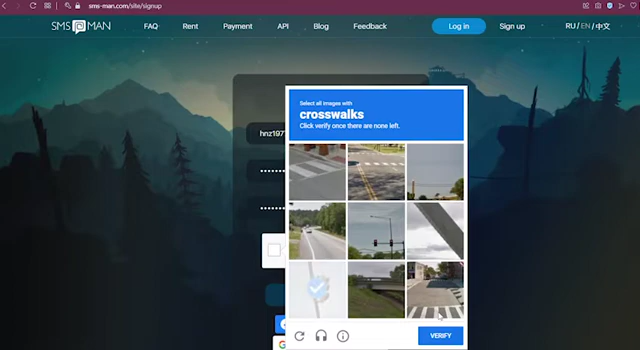 sms-man.com/site/signup
SMS MAN
FAQ
Rent
Payment
API
Blog
Feedback
Log in
Sign up
RU / EN / 中文
Select all images with
crosswalks
Click verify once there are none left.
hnz197
VERIFY